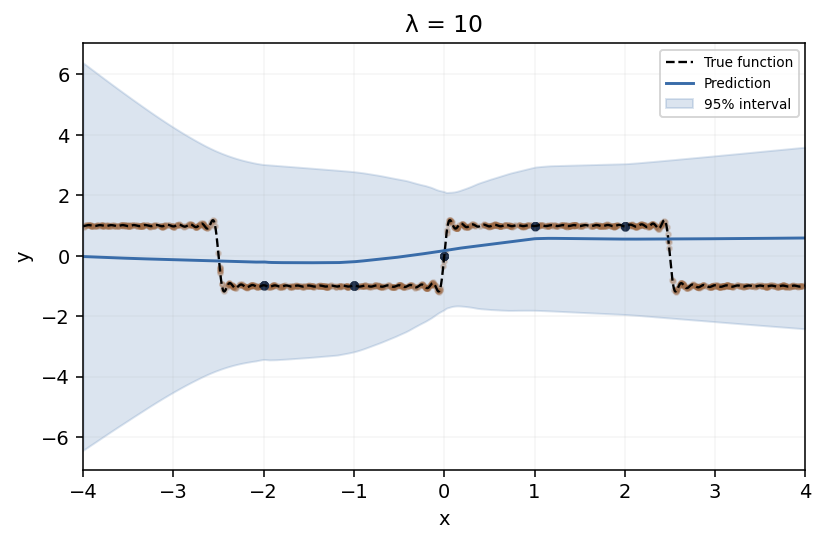 λ = 10
True function
Prediction
95% interval
y
6
4
2
0
−2
−4
−6
−4 −3 −2 −1 0 1 2 3 4
x